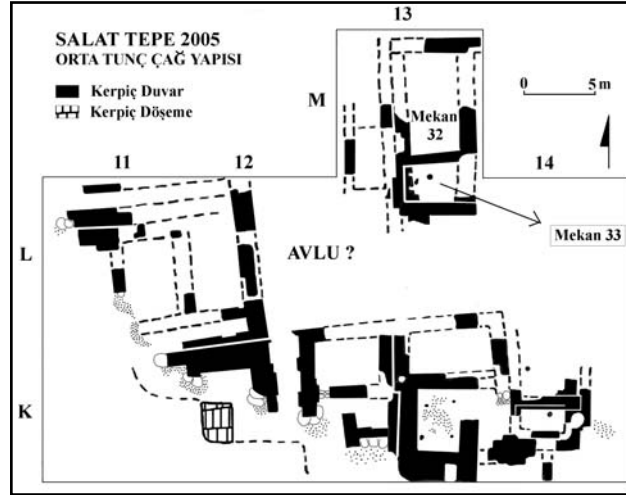 SALAT TEPE 2005
ORTA TUNÇ ÇAĞ YAPISI
Kerpiç Duvar
Kerpiç Döşeme
13
0 5 m
M
Mekan
32
11 12 14
Mekan 33
L
AVLU ?
K